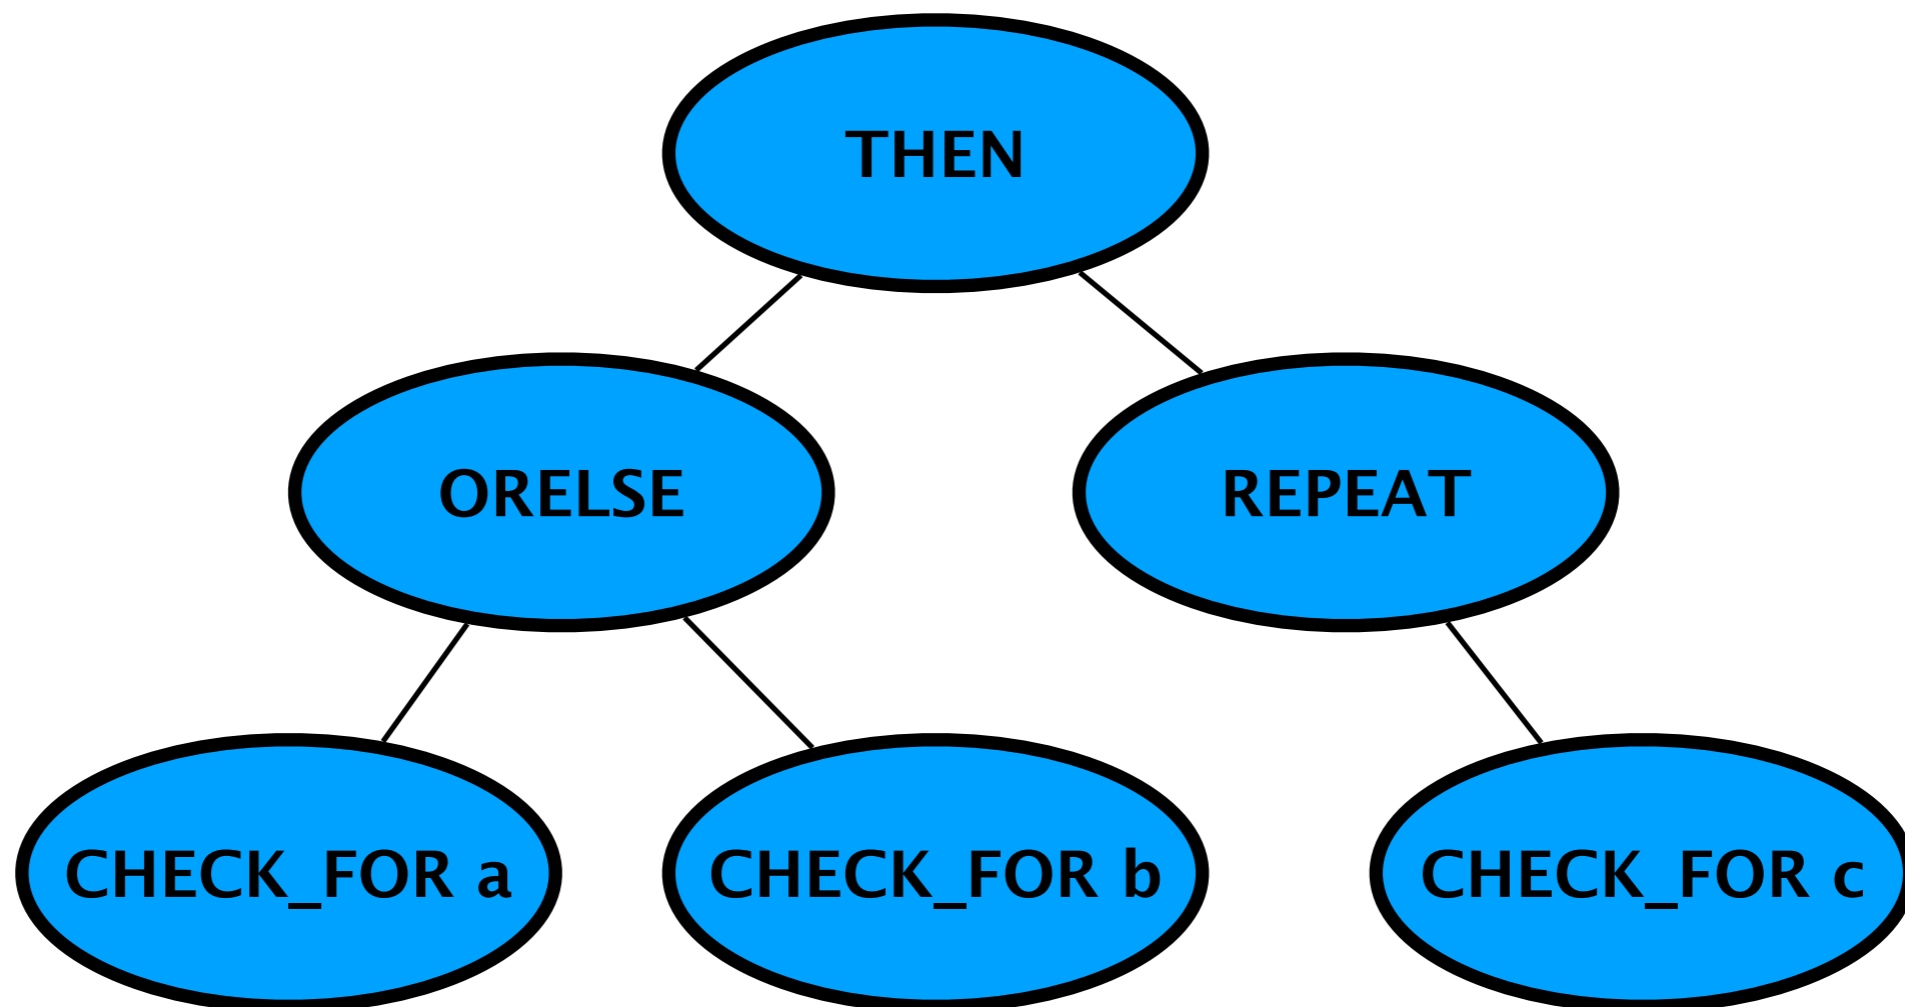 THEN
ORELSE
REPEAT
CHECK_FOR a
CHECK_FOR b
CHECK_FOR c